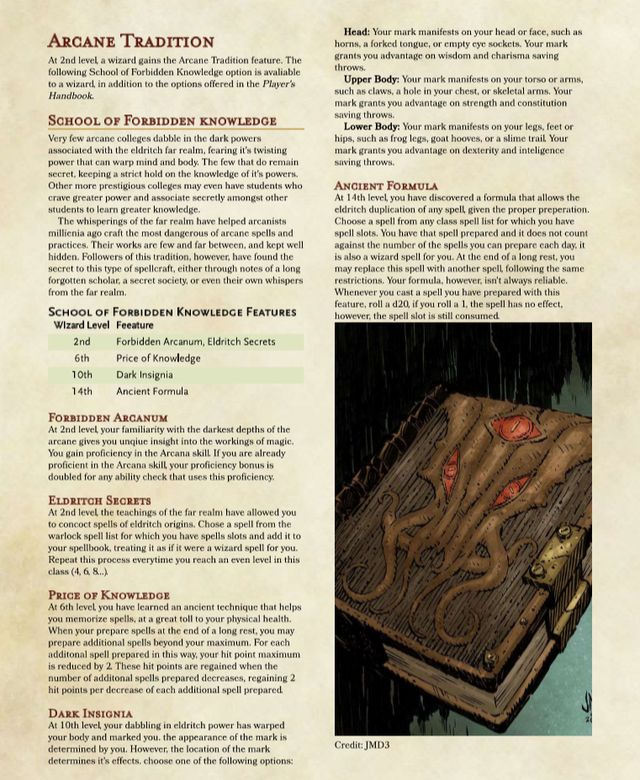 Arcane Tradition
At 2nd level, a wizard gains the Arcane Tradition feature. The
following School of Forbidden Knowledge option is avaliable
to a wizard, in addition to the options offered in the Player's
Handbook.
School of Forbidden knowledge
Very few arcane colleges dabble in the dark powers
associated with the eldritch far realm, fearing it's twisting
power that can warp mind and body. The few that do remain
secret, keeping a strict hold on the knowledge of it's powers.
Other more prestigious colleges may even have students who
crave greater power and associate secretly amongst other
students to learn greater knowledge.
The whisperings of the far realm have helped arcanists
millienia ago craft the most dangerous of arcane spells and
practices. Their works are few and far between, and kept well
hidden. Followers of this tradition, however, have found the
secret to this type of spellcraft, either through notes of a long
forgotten scholar, a secret society, or even their own whispers
from the far realm.
School of Forbidden Knowledge Features
Wizard Level Feeature
2nd Forbidden Arcanum, Eldritch Secrets
6th Price of Knowledge
10th Dark Insignia
14th Ancient Formula
Forbidden Arcanum
At 2nd level, your familiarity with the darkest depths of the
arcane gives you unqiue insight into the workings of magic.
You gain proficiency in the Arcana skill. If you are already
proficient in the Arcana skill, your proficiency bonus is
doubled for any ability check that uses this proficiency.
Eldritch Secrets
At 2nd level, the teachings of the far realm have allowed you
to concoct spells of eldritch origins. Chose a spell from the
warlock spell list for which you have spells slots and add it to
your spellbook, treating it as if it were a wizard spell for you.
Repeat this process everytime you reach an even level in this
class (4, 6, 8...).
Price of Knowledge
At 6th level, you have learned an ancient technique that helps
you memorize spells, at a great toll to your physical health.
When your prepare spells at the end of a long rest, you may
prepare additional spells beyond your maximum. For each
additonal spell prepared in this way, your hit point maximum
is reduced by 2. These hit points are regained when the
number of additonal spells prepared decreases, regaining 2
hit points per decrease of each additional spell prepared.
Dark Insignia
At 10th level, your dabbling in eldritch power has warped
your body and marked you. the appearance of the mark is
determined by you. However, the location of the mark
determines it's effects. choose one of the following options:
Head: Your mark manifests on your head or face, such as
horns, a forked tongue, or empty eye sockets. Your mark
grants you advantage on wisdom and charisma saving
throws.
Upper Body: Your mark manifests on your torso or arms,
such as claws, a hole in your chest, or skeletal arms. Your
mark grants you advantage on strength and constitution
saving throws.
Lower Body: Your mark manifests on your legs, feet or
hips, such as frog legs, goat hooves, or a slime trail. Your
mark grants you advantage on dexterity and inteligence
saving throws.
Ancient Formula
At 14th level, you have discovered a formula that allows the
eldritch duplication of any spell, given the proper preperation.
Choose a spell from any class spell list for which you have
spell slots. You have that spell prepared and it does not count
against the number of the spells you can prepare each day, it
is also a wizard spell for you. At the end of a long rest, you
may replace this spell with another spell, following the same
restrictions. Your formula, however, isn't always reliable.
Whenever you cast a spell you have prepared with this
feature, roll a d20, if you roll a 1, the spell has no effect,
however, the spell slot is still consumed.
Credit: JMD3